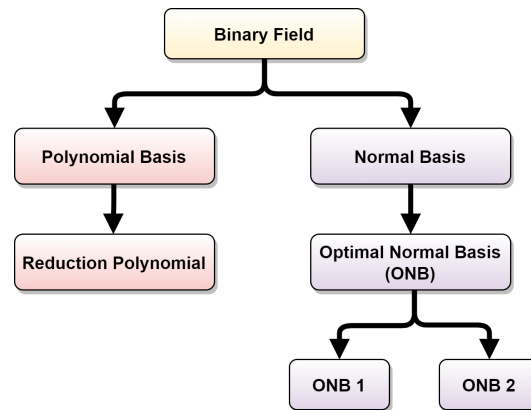 Binary Field
Polynomial Basis
Normal Basis
Reduction Polynomial
Optimal Normal Basis
(ONB)
ONB 1
ONB 2